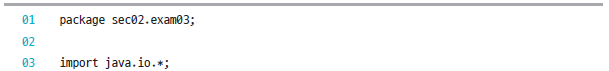 01 package sec02.exam03;
02
03 import java.io.*;